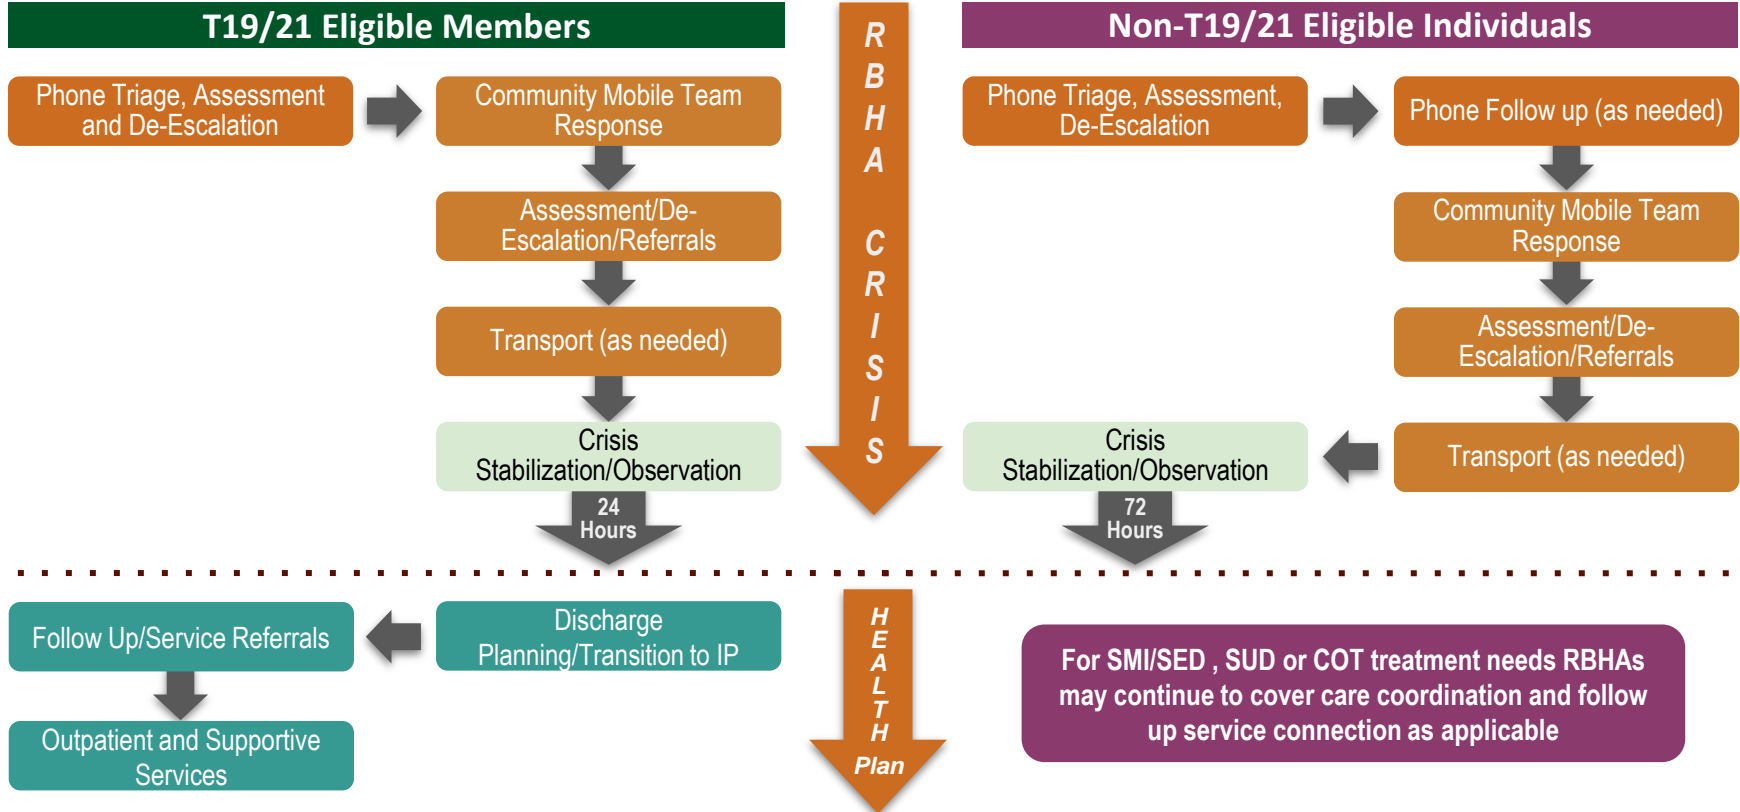 T19/21 Eligible Members
Phone Triage, Assessment
and De-Escalation
Community Mobile Team
Response
Assessment/De-
Escalation/Referrals
Transport (as needed)
Crisis
Stabilization/Observation
24
Hours
R
B
H
A
C
R
I
S
I
S
Non-T19/21 Eligible Individuals
Phone Triage, Assessment,
De-Escalation
Phone Follow up (as needed)
Community Mobile Team
Response
Assessment/De-
Escalation/Referrals
Transport (as needed)
Crisis
Stabilization/Observation
72
Hours
Discharge
Planning/Transition to IP
Follow Up/Service Referrals
Outpatient and Supportive
Services
H
E
A
L
T
H
Plan
For SMI/SED , SUD or COT treatment needs RBHAs
may continue to cover care coordination and follow
up service connection as applicable